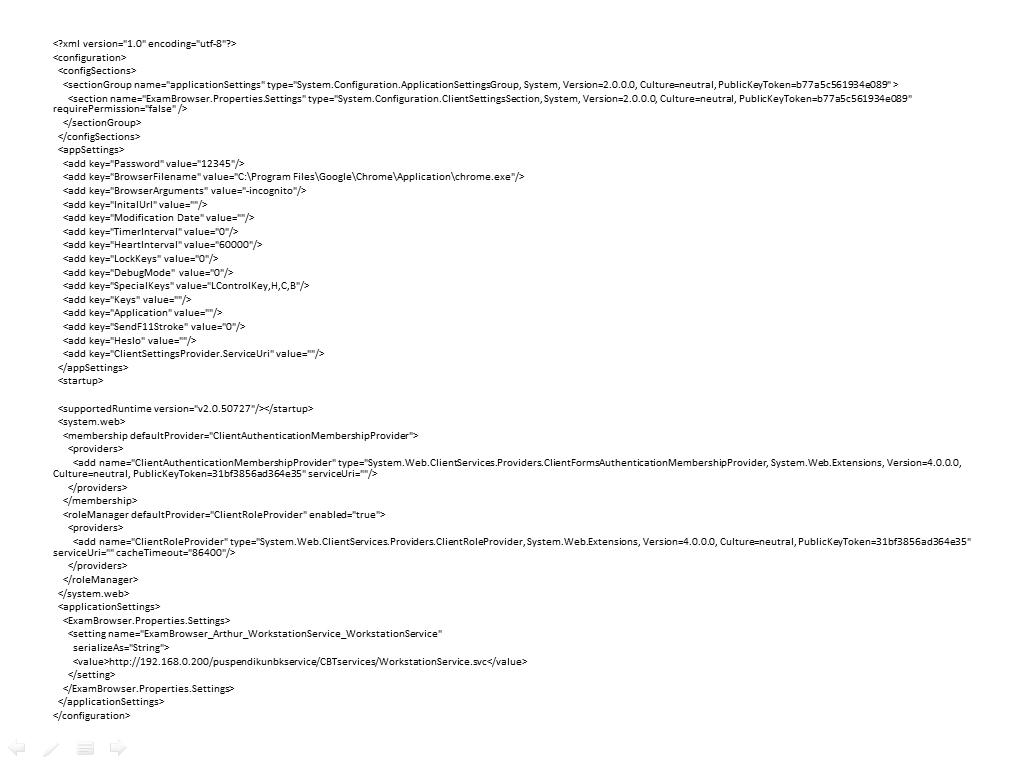 <?xml version="1.0" encoding="utf-8"?>
<configuration>
<configSections>
<sectionGroup name="applicationSettings" type="System.Configuration.ApplicationSettingsGroup, System, Version=2.0.0.0, Culture=neutral, PublicKeyToken=b77a5c561934e089" >
<section name="ExamBrowser.Properties.Settings" type="System.Configuration.ClientSettingsSection, System, Version=2.0.0.0, Culture=neutral, PublicKeyToken=b77a5c561934e089"
requirePermission="false" />
</sectionGroup>
</configSections>
<appSettings>
<add key="Password" value="12345"/>
<add key="BrowserFilename" value="C:\Program Files\Google\Chrome\Application\chrome.exe"/>
<add key="BrowserArguments" value="-incognito"/>
<add key="InitalUrl" value=""/>
<add key="Modification Date" value=""/>
<add key="TimerInterval" value="0"/>
<add key="HeartInterval" value="60000"/>
<add key="LockKeys" value="0"/>
<add key="DebugMode" value="0"/>
<add key="SpecialKeys" value="LControlKey,H,C,B"/>
<add key="Keys" value=""/>
<add key="Application" value=""/>
<add key="SendF11Stroke" value="0"/>
<add key="Heslo" value=""/>
<add key="ClientSettingsProvider.ServiceUri" value=""/>
</appSettings>
<startup>
<supportedRuntime version="v2.0.50727"/></startup>
<system.web>
<membership defaultProvider="ClientAuthenticationMembershipProvider">
<providers>
<add name="ClientAuthenticationMembershipProvider" type="System.Web.ClientServices.Providers.ClientFormsAuthenticationMembershipProvider, System.Web.Extensions, Version=4.0.0.0,
Culture=neutral, PublicKeyToken=31bf3856ad364e35" serviceUri=""/>
</providers>
</membership>
<roleManager defaultProvider="ClientRoleProvider" enabled="true">
<providers>
<add name="ClientRoleProvider" type="System.Web.ClientServices.Providers.ClientRoleProvider, System.Web.Extensions, Version=4.0.0.0, Culture=neutral, PublicKeyToken=31bf3856ad364e35"
serviceUri="" cacheTimeout="86400"/>
</providers>
</roleManager>
</system.web>
<applicationSettings>
<ExamBrowser.Properties.Settings>
<setting name="ExamBrowser_Arthur_WorkstationService_WorkstationService"
serializeAs="String">
<value>http://192.168.0.200/puspendikunbkservice/CBTservices/WorkstationService.svc</value>
</setting>
</ExamBrowser.Properties.Settings>
</applicationSettings>
</configuration>